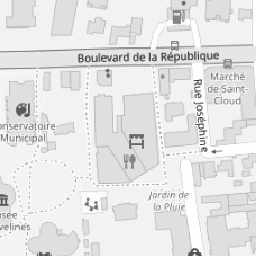 Boulevard de la République
Marché
de Saint-
Cloud
Rue Joséphine
onservatoire
Municipal
Jardin de
la Pluie
usée
velines